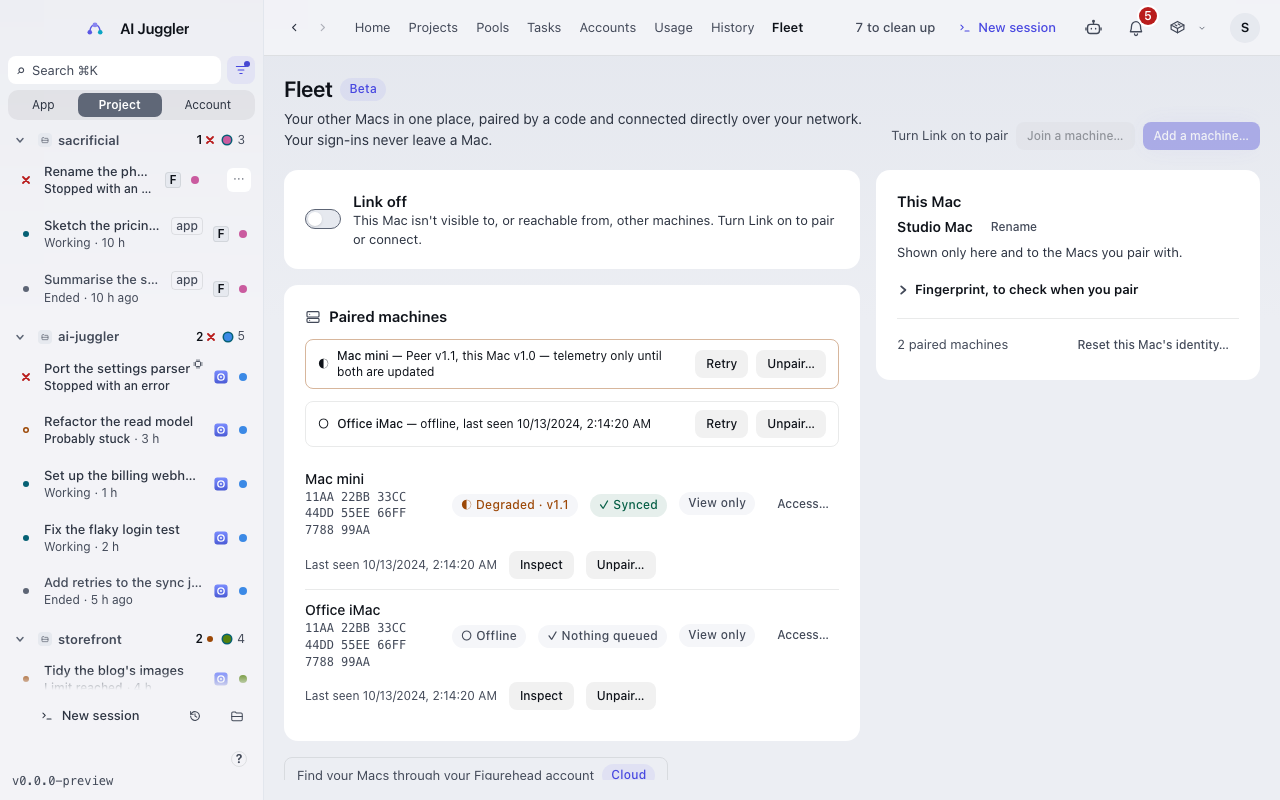 AI Juggler
Search ⌘K
App
Project
Account
sacrificial
1
3
Rename the ph...
Stopped with an ...
F
Sketch the pricin...
app
Working · 10 h
F
Summarise the s...
app
Ended · 10 h ago
F
ai-juggler
2
5
Port the settings parser
Stopped with an error
Refactor the read model
Probably stuck · 3 h
Set up the billing webh...
Working · 1 h
Fix the flaky login test
Working · 2 h
Add retries to the sync j...
Ended · 5 h ago
storefront
2
4
Tidy the blog's images
Limit reached · 4 h
New session
?
v0.0.0-preview
Home
Projects
Pools
Tasks
Accounts
Usage
History
Fleet
7 to clean up
New session
5
S
Fleet
Beta
Your other Macs in one place, paired by a code and connected directly over your network.
Your sign-ins never leave a Mac.
Turn Link on to pair
Join a machine...
Add a machine...
Link off
This Mac isn't visible to, or reachable from, other machines. Turn Link on to pair
or connect.
Paired machines
Mac mini — Peer v1.1, this Mac v1.0 — telemetry only until
both are updated
Retry
Unpair...
Office iMac — offline, last seen 10/13/2024, 2:14:20 AM
Retry
Unpair...
Mac mini
11AA 22BB 33CC
44DD 55EE 66FF
7788 99AA
Degraded · v1.1
✓ Synced
View only
Access...
Last seen 10/13/2024, 2:14:20 AM
Inspect
Unpair...
Office iMac
11AA 22BB 33CC
44DD 55EE 66FF
7788 99AA
Offline
✓ Nothing queued
View only
Access...
Last seen 10/13/2024, 2:14:20 AM
Inspect
Unpair...
Find your Macs through your Figurehead account
Cloud
This Mac
Studio Mac
Rename
Shown only here and to the Macs you pair with.
Fingerprint, to check when you pair
2 paired machines
Reset this Mac's identity...